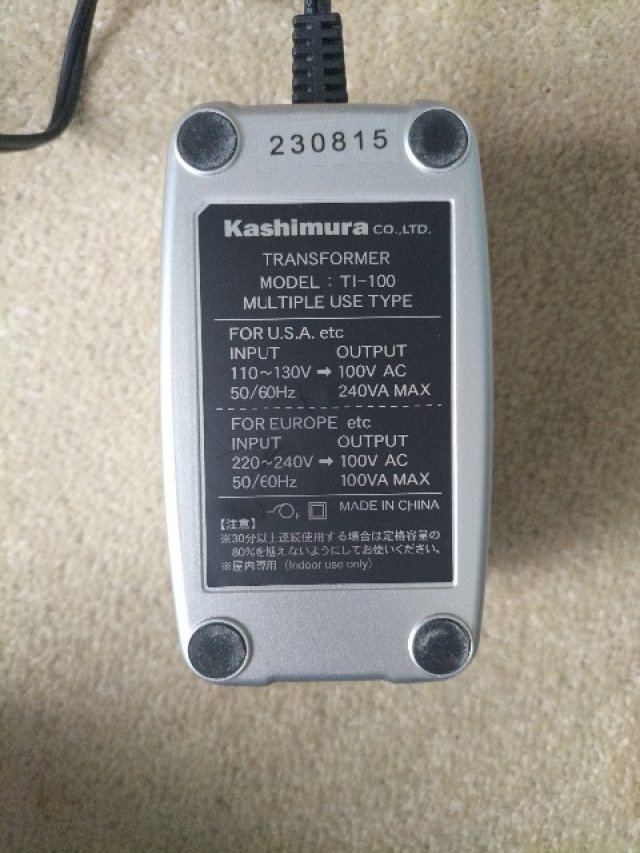 230815
Kashimura CO.,LTD.
TRANSFORMER
MODEL : TI-100
MULTIPLE USE TYPE
FOR U.S.A. etc
INPUT OUTPUT
110~130V ➡ 100V AC
50/60Hz 240VA MAX
FOR EUROPE etc
INPUT OUTPUT
220~240V ➡ 100V AC
50/60Hz 100VA MAX
MADE IN CHINA
【注意】
※30分以上連続使用する場合は定格容量の
80%を越えないようにしてお使いください。
※屋内専用（Indoor use only）